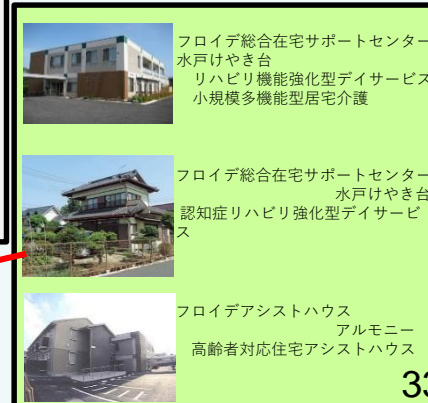 フロイデ総合在宅サポートセンター
水戸けやき台
リハビリ機能強化型デイサービス
小規模多機能型居宅介護
フロイデ総合在宅サポートセンター
水戸けやき台
認知症リハビリ強化型デイサービ
ス
フロイデアシストハウス
アルモニー
高齢者対応住宅アシストハウス
33